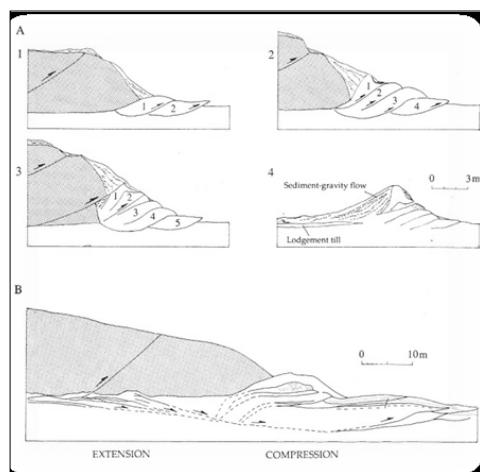 A
1
1 2
2
1 2 3 4
3
1 2 3 4 5
4
0 3m
Sediment-gravity flow
Lodgement till
B
0 10m
EXTENSION COMPRESSION